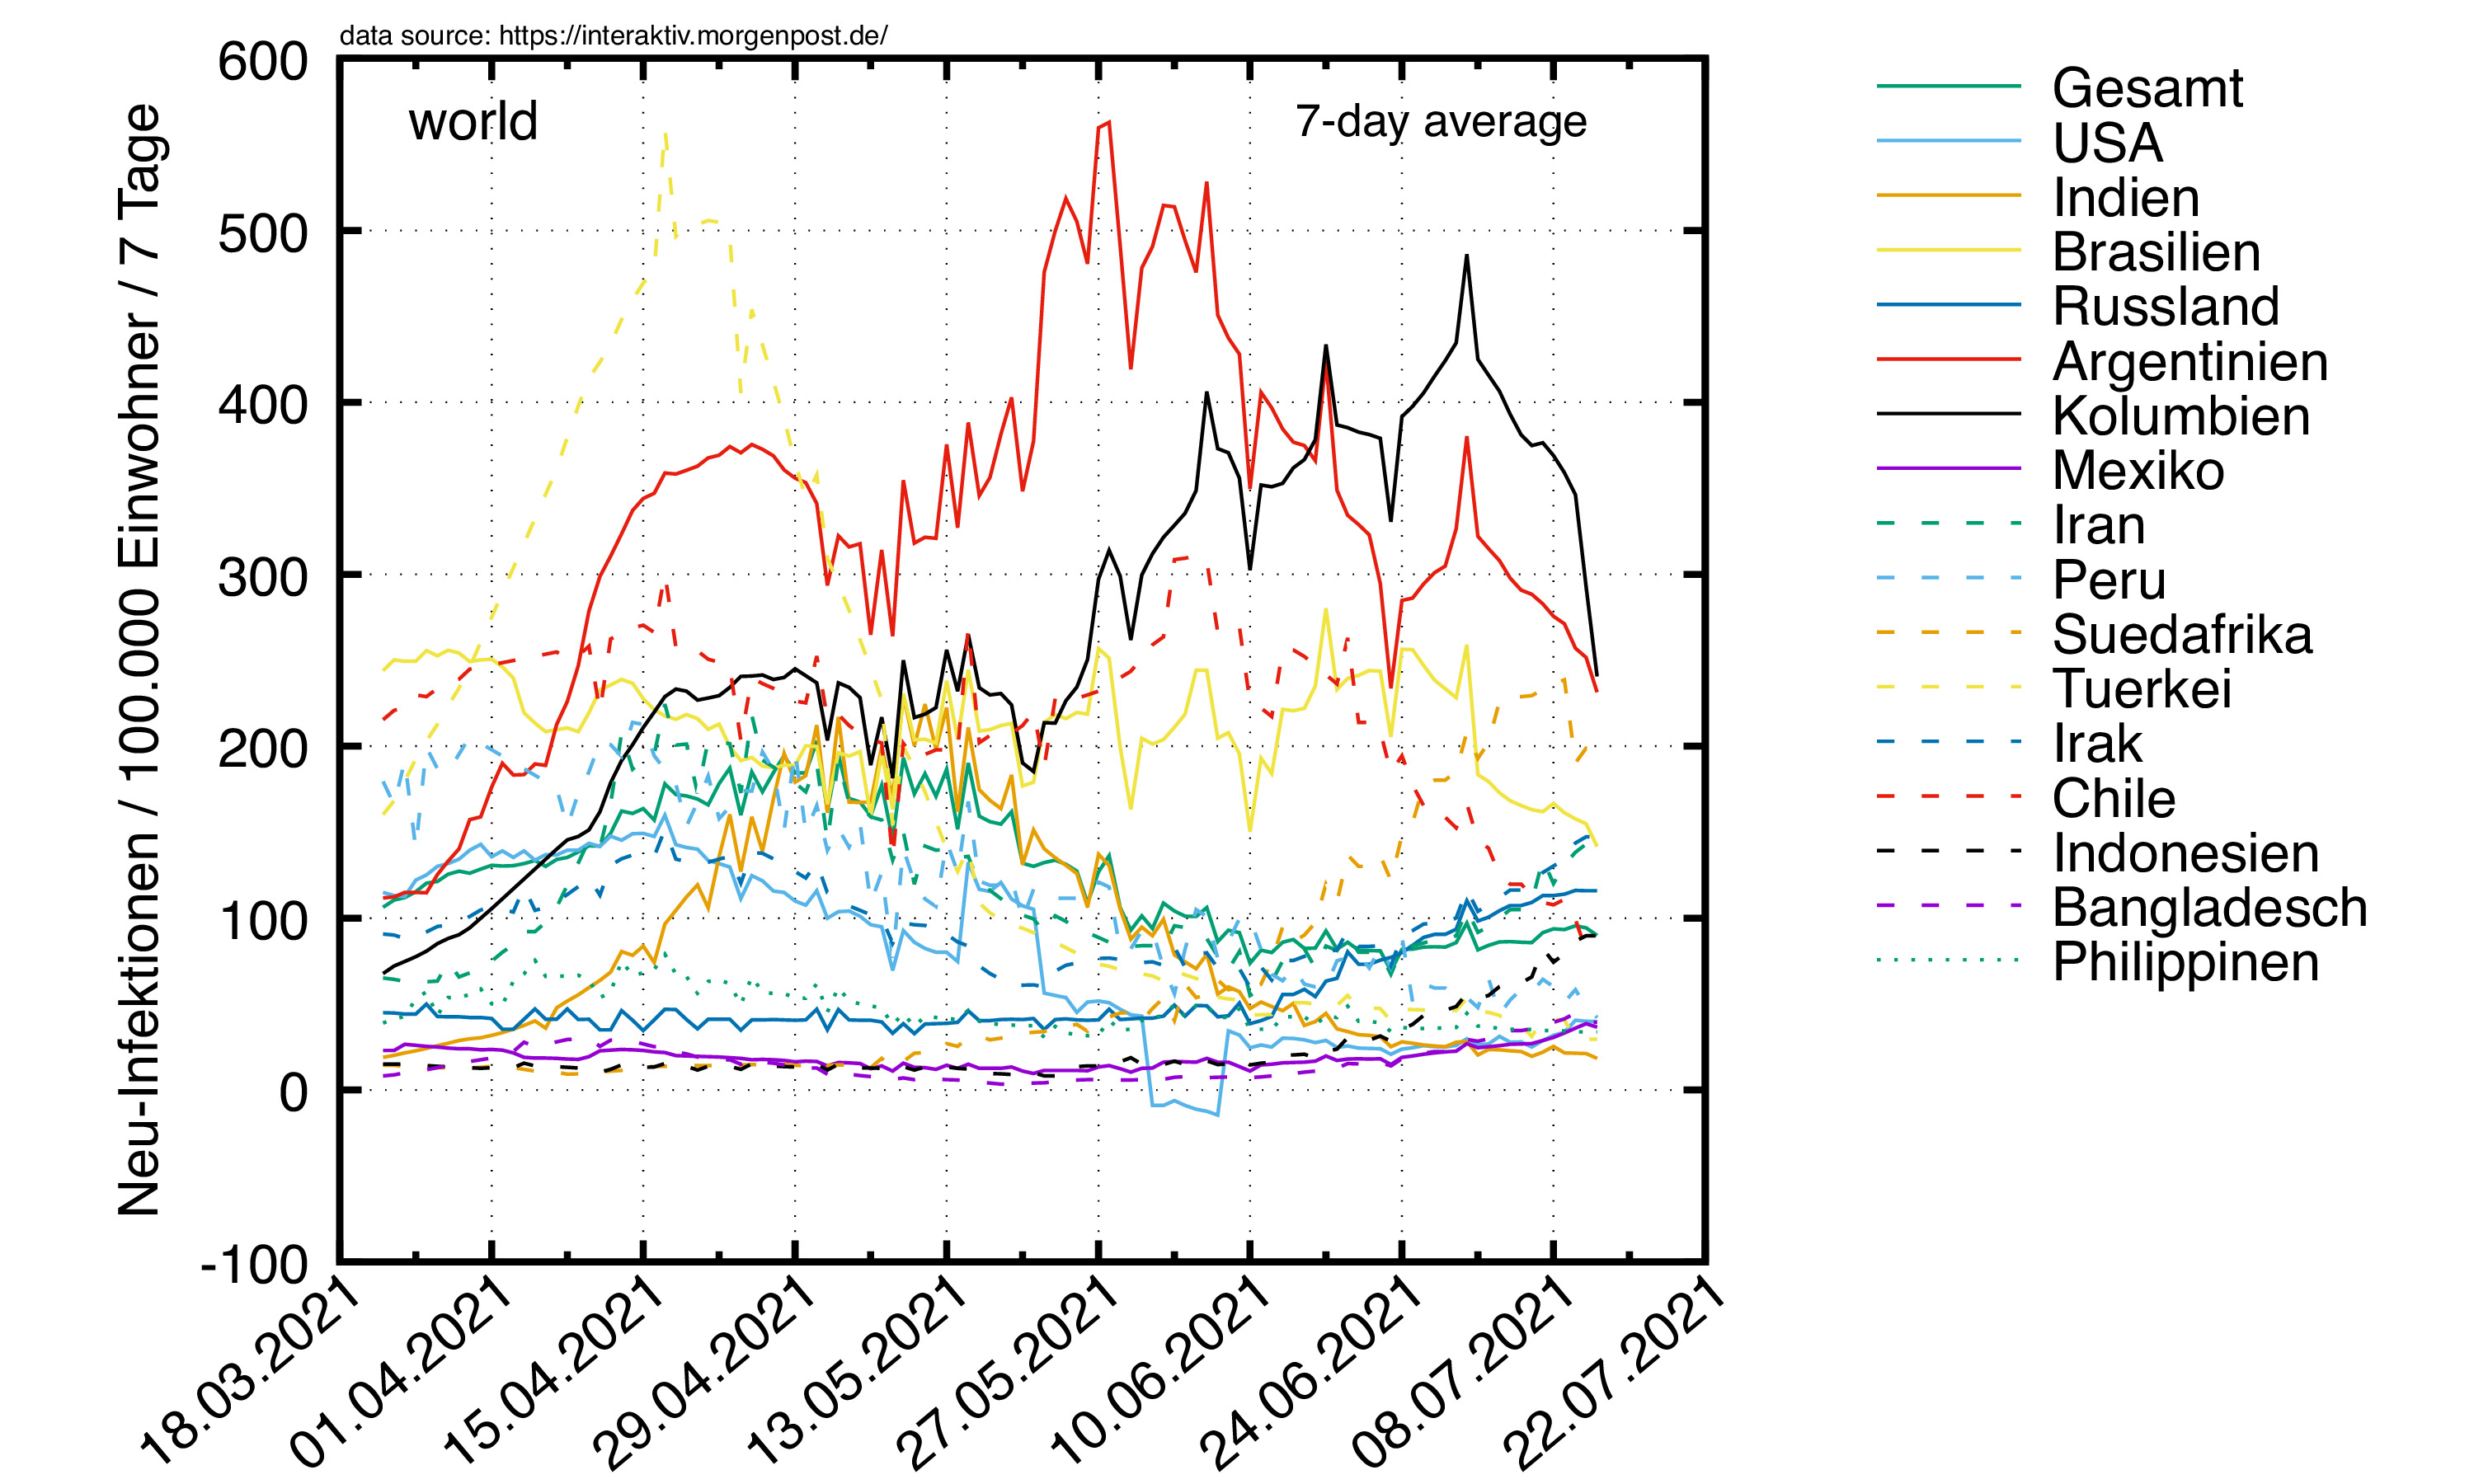 data source: https://interaktiv.morgenpost.de/
world
7-day average
Neu-Infektionen / 100.000 Einwohner / 7 Tage
600
500
400
300
200
100
0
-100
18.03.2021
01.04.2021
15.04.2021
29.04.2021
13.05.2021
27.05.2021
10.06.2021
24.06.2021
08.07.2021
22.07.2021
Gesamt
USA
Indien
Brasilien
Russland
Argentinien
Kolumbien
Mexiko
Iran
Peru
Suedafrika
Tuerkei
Irak
Chile
Indonesien
Bangladesch
Philippinen